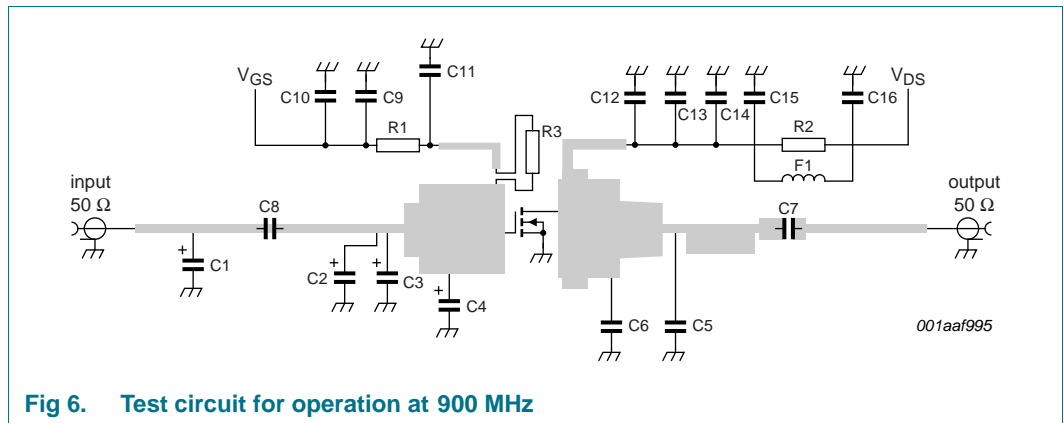 VGS
C10
C9
C11
R1
R3
C12
C13
C14
C15
C16
VDS
R2
F1
input
50 Ω
C8
C7
output
50 Ω
+
C1
C2
+
C3
+
C4
C6
C5
001aaf995
Fig 6. Test circuit for operation at 900 MHz